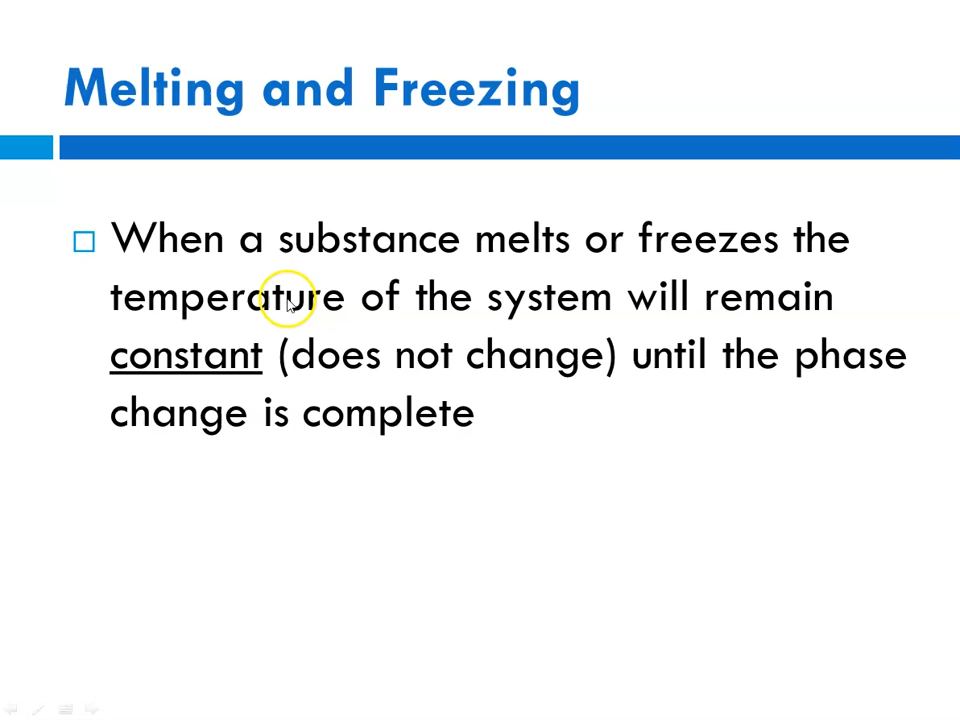 Melting and Freezing
When a substance melts or freezes the
temperature of the system will remain
constant (does not change) until the phase
change is complete